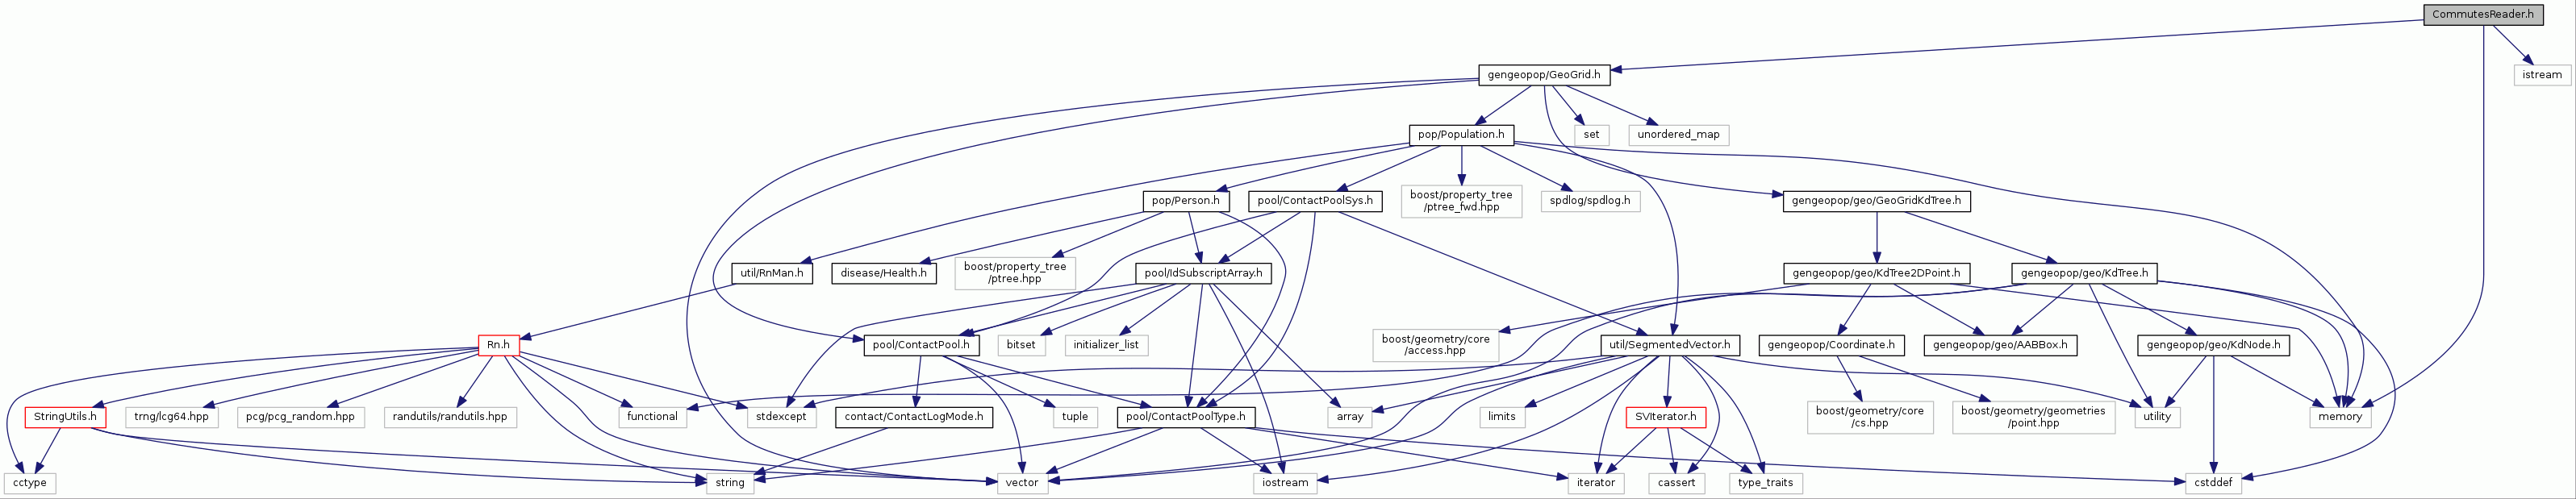 CommutesReader.h
gengeopop/GeoGrid.h
istream
pop/Population.h
set
unordered_map
pop/Person.h
pool/ContactPoolSys.h
boost/property_tree
/ptree_fwd.hpp
spdlog/spdlog.h
gengeopop/geo/GeoGridKdTree.h
util/RnMan.h
disease/Health.h
boost/property_tree
/ptree.hpp
pool/IdSubscriptArray.h
gengeopop/geo/KdTree2DPoint.h
gengeopop/geo/KdTree.h
Rn.h
pool/ContactPool.h
bitset
initializer_list
boost/geometry/core
/access.hpp
util/SegmentedVector.h
gengeopop/Coordinate.h
gengeopop/geo/AABBox.h
gengeopop/geo/KdNode.h
StringUtils.h
trng/lcg64.hpp
pcg/pcg_random.hpp
randutils/randutils.hpp
functional
stdexcept
contact/ContactLogMode.h
tuple
pool/ContactPoolType.h
array
limits
SVIterator.h
boost/geometry/core
/cs.hpp
boost/geometry/geometries
/point.hpp
utility
memory
cctype
string
vector
iostream
iterator
cassert
type_traits
cstddef